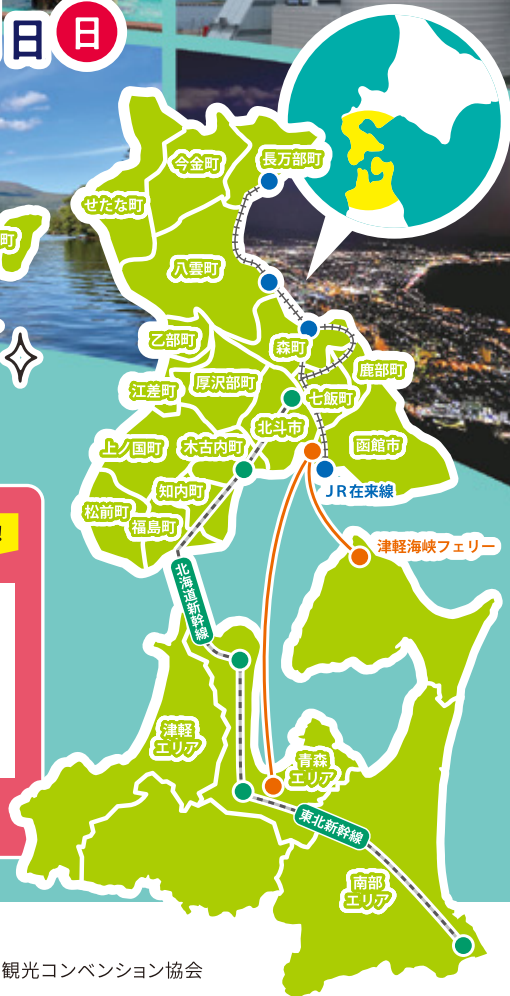 日 日
今金町
長万部町
せたな町
町
八雲町
乙部町
森町
鹿部町
江差町
厚沢部町
七飯町
北斗市
函館市
上ノ国町
木古内町
知内町
JR在来線
松前町
福島町
!
津軽海峡フェリー
北海道新幹線
津軽
エリア
青森
エリア
東北新幹線
南部
エリア
観光コンベンション協会